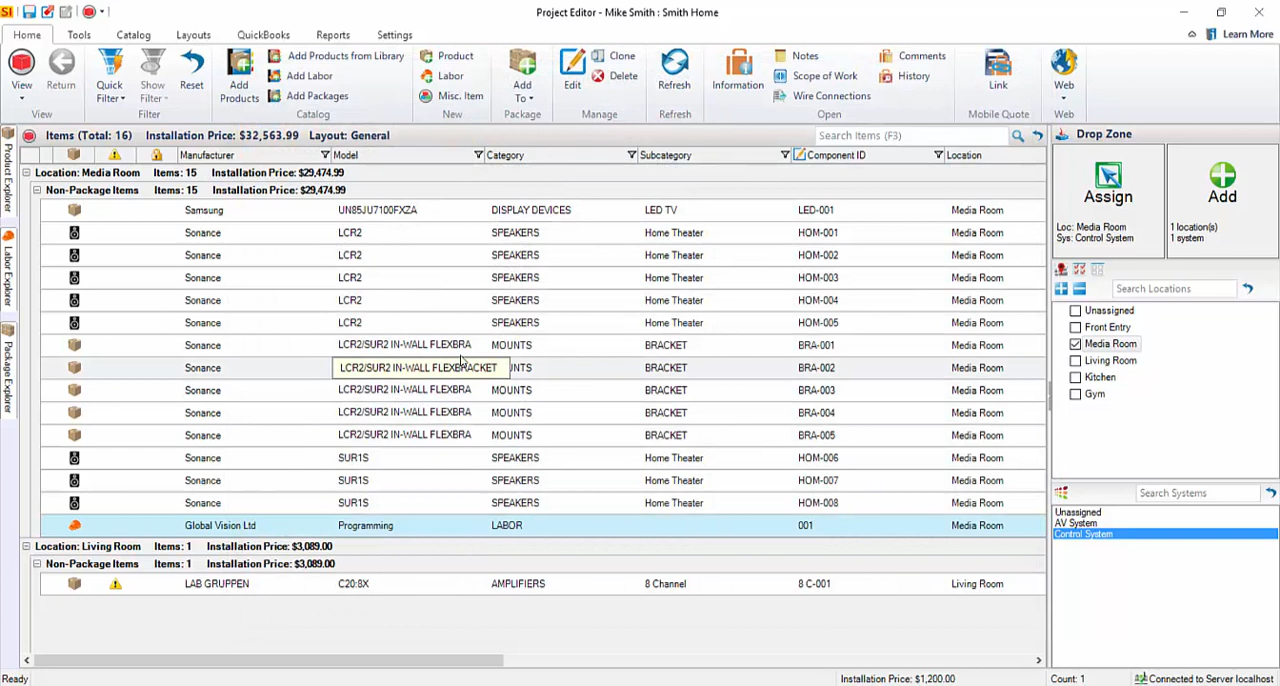 SI
Project Editor - Mike Smith : Smith Home
Home Tools Catalog Layouts QuickBooks Reports Settings Learn More
View Return View
Quick Filter Show Filter Reset Filter
Add Products Add Products from Library Add Labor Add Packages Catalog
Product Labor Misc. Item New
Add To Package
Edit Clone Delete Manage
Refresh Refresh
Information Notes Scope of Work Wire Connections Comments History Open
Link Mobile Quote
Web Web
Product Explorer
Labor Explorer
Package Explorer
Items (Total: 16) Installation Price: $32,563.99 Layout: General Search Items (F3)
Manufacturer Model Category Subcategory Component ID Location
Location: Media Room Items: 15 Installation Price: $29,474.99
Non-Package Items Items: 15 Installation Price: $29,474.99
Samsung UN85JU7100FXZA DISPLAY DEVICES LED TV LED-001 Media Room
Sonance LCR2 SPEAKERS Home Theater HOM-001 Media Room
Sonance LCR2 SPEAKERS Home Theater HOM-002 Media Room
Sonance LCR2 SPEAKERS Home Theater HOM-003 Media Room
Sonance LCR2 SPEAKERS Home Theater HOM-004 Media Room
Sonance LCR2 SPEAKERS Home Theater HOM-005 Media Room
Sonance LCR2/SUR2 IN-WALL FLEXBRA MOUNTS BRACKET BRA-001 Media Room
Sonance LCR2/SUR2 IN-WALL FLEXBRACKET UNTS BRACKET BRA-002 Media Room
Sonance LCR2/SUR2 IN-WALL FLEXBRA MOUNTS BRACKET BRA-003 Media Room
Sonance LCR2/SUR2 IN-WALL FLEXBRA MOUNTS BRACKET BRA-004 Media Room
Sonance LCR2/SUR2 IN-WALL FLEXBRA MOUNTS BRACKET BRA-005 Media Room
Sonance SUR1S SPEAKERS Home Theater HOM-006 Media Room
Sonance SUR1S SPEAKERS Home Theater HOM-007 Media Room
Sonance SUR1S SPEAKERS Home Theater HOM-008 Media Room
Global Vision Ltd Programming LABOR 001 Media Room
Location: Living Room Items: 1 Installation Price: $3,089.00
Non-Package Items Items: 1 Installation Price: $3,089.00
LAB GRUPPEN C20:8X AMPLIFIERS 8 Channel 8 C-001 Living Room
Drop Zone
Assign
Loc: Media Room
Sys: Control System
Add
1 location(s)
1 system
Search Locations
Unassigned
Front Entry
Media Room
Living Room
Kitchen
Gym
Search Systems
Unassigned
AV System
Control System
Ready Installation Price: $1,200.00 Count: 1 Connected to Server localhost